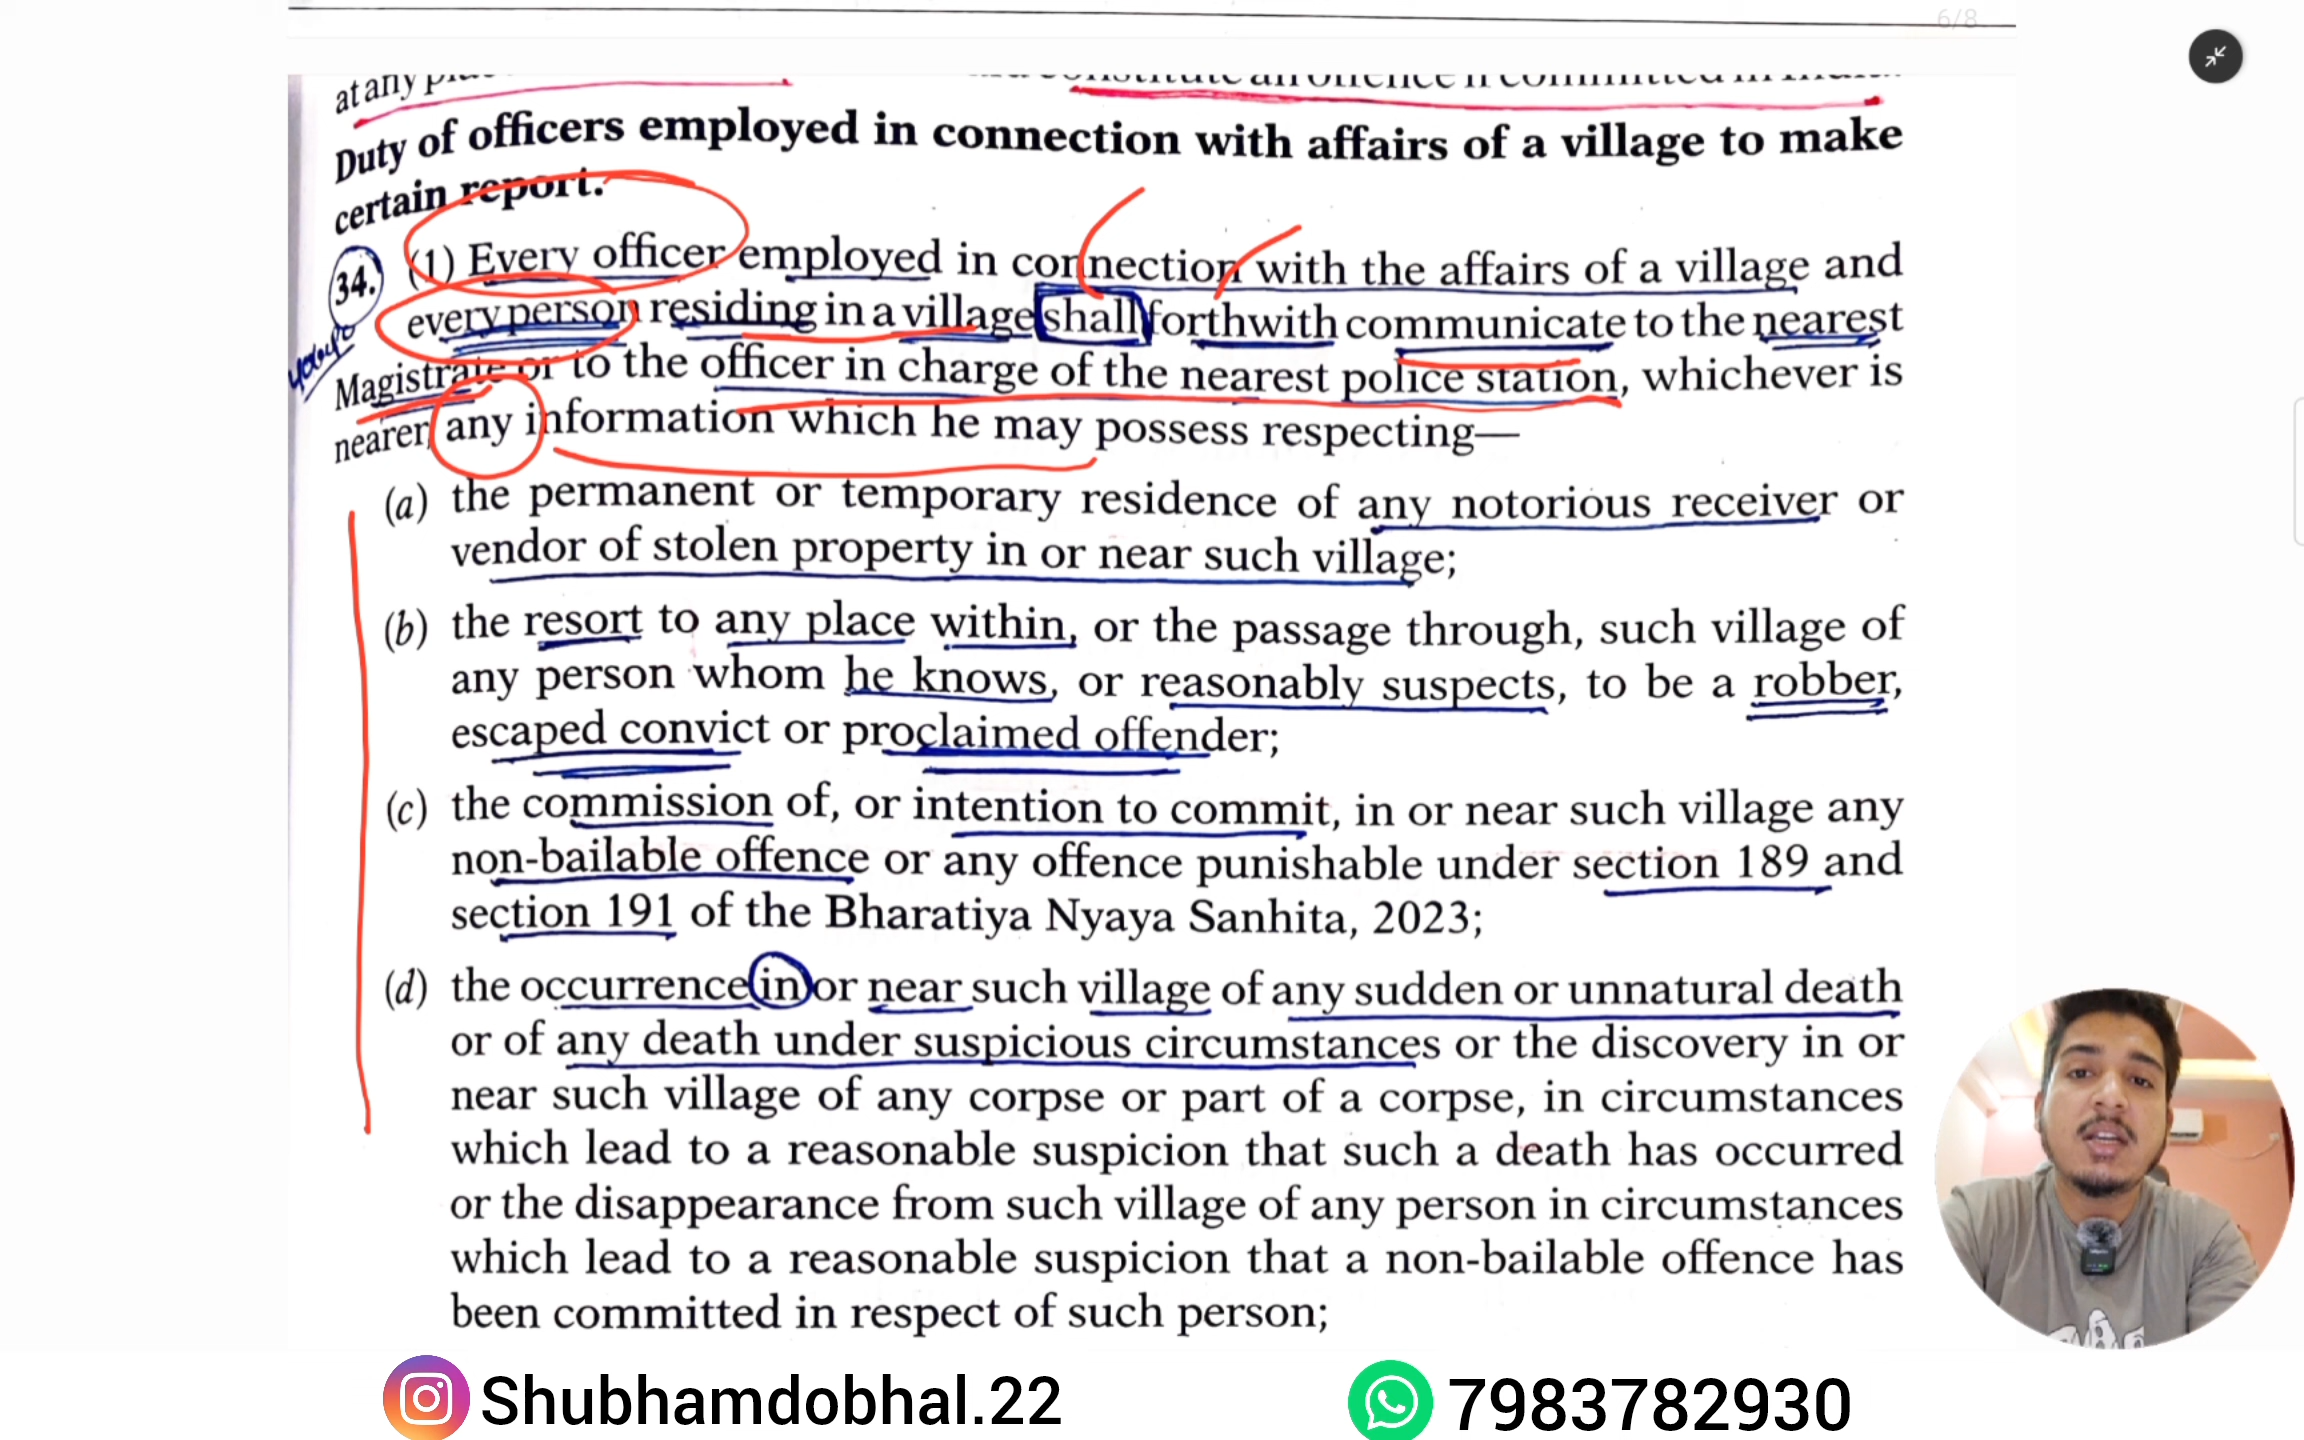 6/8
at any
constitute an offence if committed in India.
Duty of officers employed in connection with affairs of a village to make
certain report.
34. (1) Every officer employed in connection with the affairs of a village and
every person residing in a village shall forthwith communicate to the nearest
Magistrate or to the officer in charge of the nearest police station, whichever is
nearer, any information which he may possess respecting—
(a) the permanent or temporary residence of any notorious receiver or
vendor of stolen property in or near such village;
(b) the resort to any place within, or the passage through, such village of
any person whom he knows, or reasonably suspects, to be a robber,
escaped convict or proclaimed offender;
(c) the commission of, or intention to commit, in or near such village any
non-bailable offence or any offence punishable under section 189 and
section 191 of the Bharatiya Nyaya Sanhita, 2023;
(d) the occurrence in or near such village of any sudden or unnatural death
or of any death under suspicious circumstances or the discovery in or
near such village of any corpse or part of a corpse, in circumstances
which lead to a reasonable suspicion that such a death has occurred
or the disappearance from such village of any person in circumstances
which lead to a reasonable suspicion that a non-bailable offence has
been committed in respect of such person;
Shubhamdobhal.22
7983782930